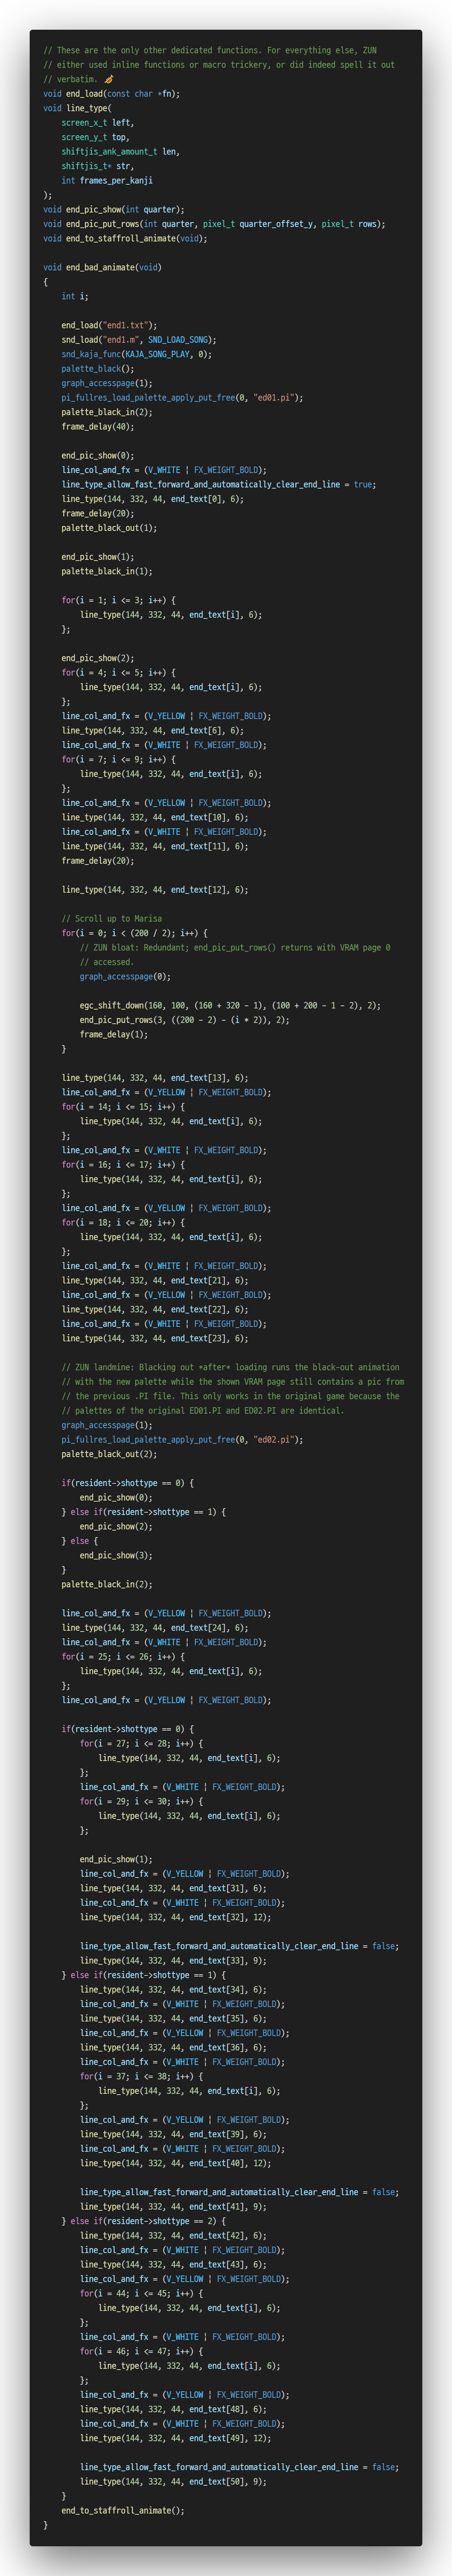 // These are the only other dedicated functions. For everything else, ZUN
// either used inline functions or macro trickery, or did indeed spell it out
// verbatim. 🧹
void end_load(const char *fn);
void line_type(
    screen_x_t left,
    screen_y_t top,
    shiftjis_ank_amount_t len,
    shiftjis_t* str,
    int frames_per_kanji
);
void end_pic_show(int quarter);
void end_pic_put_rows(int quarter, pixel_t quarter_offset_y, pixel_t rows);
void end_to_staffroll_animate(void);

void end_bad_animate(void)
{
    int i;

    end_load("end1.txt");
    snd_load("end1.m", SND_LOAD_SONG);
    snd_kaja_func(KAJA_SONG_PLAY, 0);
    palette_black();
    graph_accesspage(1);
    pi_fullres_load_palette_apply_put_free(0, "ed01.pi");
    palette_black_in(2);
    frame_delay(40);

    end_pic_show(0);
    line_col_and_fx = (V_WHITE | FX_WEIGHT_BOLD);
    line_type_allow_fast_forward_and_automatically_clear_end_line = true;
    line_type(144, 332, 44, end_text[0], 6);
    frame_delay(20);
    palette_black_out(1);

    end_pic_show(1);
    palette_black_in(1);

    for(i = 1; i <= 3; i++) {
        line_type(144, 332, 44, end_text[i], 6);
    };

    end_pic_show(2);
    for(i = 4; i <= 5; i++) {
        line_type(144, 332, 44, end_text[i], 6);
    };
    line_col_and_fx = (V_YELLOW | FX_WEIGHT_BOLD);
    line_type(144, 332, 44, end_text[6], 6);
    line_col_and_fx = (V_WHITE | FX_WEIGHT_BOLD);
    for(i = 7; i <= 9; i++) {
        line_type(144, 332, 44, end_text[i], 6);
    };
    line_col_and_fx = (V_YELLOW | FX_WEIGHT_BOLD);
    line_type(144, 332, 44, end_text[10], 6);
    line_col_and_fx = (V_WHITE | FX_WEIGHT_BOLD);
    line_type(144, 332, 44, end_text[11], 6);
    frame_delay(20);

    line_type(144, 332, 44, end_text[12], 6);

    // Scroll up to Marisa
    for(i = 0; i < (200 / 2); i++) {
        // ZUN bloat: Redundant; end_pic_put_rows() returns with VRAM page 0
        // accessed.
        graph_accesspage(0);

        egc_shift_down(160, 100, (160 + 320 - 1), (100 + 200 - 1 - 2), 2);
        end_pic_put_rows(3, ((200 - 2) - (i * 2)), 2);
        frame_delay(1);
    }

    line_type(144, 332, 44, end_text[13], 6);
    line_col_and_fx = (V_YELLOW | FX_WEIGHT_BOLD);
    for(i = 14; i <= 15; i++) {
        line_type(144, 332, 44, end_text[i], 6);
    };
    line_col_and_fx = (V_WHITE | FX_WEIGHT_BOLD);
    for(i = 16; i <= 17; i++) {
        line_type(144, 332, 44, end_text[i], 6);
    };
    line_col_and_fx = (V_YELLOW | FX_WEIGHT_BOLD);
    for(i = 18; i <= 20; i++) {
        line_type(144, 332, 44, end_text[i], 6);
    };
    line_col_and_fx = (V_WHITE | FX_WEIGHT_BOLD);
    line_type(144, 332, 44, end_text[21], 6);
    line_col_and_fx = (V_YELLOW | FX_WEIGHT_BOLD);
    line_type(144, 332, 44, end_text[22], 6);
    line_col_and_fx = (V_WHITE | FX_WEIGHT_BOLD);
    line_type(144, 332, 44, end_text[23], 6);

    // ZUN landmine: Blacking out *after* loading runs the black-out animation
    // with the new palette while the shown VRAM page still contains a pic from
    // the previous .PI file. This only works in the original game because the
    // palettes of the original ED01.PI and ED02.PI are identical.
    graph_accesspage(1);
    pi_fullres_load_palette_apply_put_free(0, "ed02.pi");
    palette_black_out(2);

    if(resident->shottype == 0) {
        end_pic_show(0);
    } else if(resident->shottype == 1) {
        end_pic_show(2);
    } else {
        end_pic_show(3);
    }
    palette_black_in(2);

    line_col_and_fx = (V_YELLOW | FX_WEIGHT_BOLD);
    line_type(144, 332, 44, end_text[24], 6);
    line_col_and_fx = (V_WHITE | FX_WEIGHT_BOLD);
    for(i = 25; i <= 26; i++) {
        line_type(144, 332, 44, end_text[i], 6);
    };
    line_col_and_fx = (V_YELLOW | FX_WEIGHT_BOLD);

    if(resident->shottype == 0) {
        for(i = 27; i <= 28; i++) {
            line_type(144, 332, 44, end_text[i], 6);
        };
        line_col_and_fx = (V_WHITE | FX_WEIGHT_BOLD);
        for(i = 29; i <= 30; i++) {
            line_type(144, 332, 44, end_text[i], 6);
        };

        end_pic_show(1);
        line_col_and_fx = (V_YELLOW | FX_WEIGHT_BOLD);
        line_type(144, 332, 44, end_text[31], 6);
        line_col_and_fx = (V_WHITE | FX_WEIGHT_BOLD);
        line_type(144, 332, 44, end_text[32], 12);

        line_type_allow_fast_forward_and_automatically_clear_end_line = false;
        line_type(144, 332, 44, end_text[33], 9);
    } else if(resident->shottype == 1) {
        line_type(144, 332, 44, end_text[34], 6);
        line_col_and_fx = (V_WHITE | FX_WEIGHT_BOLD);
        line_type(144, 332, 44, end_text[35], 6);
        line_col_and_fx = (V_YELLOW | FX_WEIGHT_BOLD);
        line_type(144, 332, 44, end_text[36], 6);
        line_col_and_fx = (V_WHITE | FX_WEIGHT_BOLD);
        for(i = 37; i <= 38; i++) {
            line_type(144, 332, 44, end_text[i], 6);
        };
        line_col_and_fx = (V_YELLOW | FX_WEIGHT_BOLD);
        line_type(144, 332, 44, end_text[39], 6);
        line_col_and_fx = (V_WHITE | FX_WEIGHT_BOLD);
        line_type(144, 332, 44, end_text[40], 12);

        line_type_allow_fast_forward_and_automatically_clear_end_line = false;
        line_type(144, 332, 44, end_text[41], 9);
    } else if(resident->shottype == 2) {
        line_type(144, 332, 44, end_text[42], 6);
        line_col_and_fx = (V_WHITE | FX_WEIGHT_BOLD);
        line_type(144, 332, 44, end_text[43], 6);
        line_col_and_fx = (V_YELLOW | FX_WEIGHT_BOLD);
        for(i = 44; i <= 45; i++) {
            line_type(144, 332, 44, end_text[i], 6);
        };
        line_col_and_fx = (V_WHITE | FX_WEIGHT_BOLD);
        for(i = 46; i <= 47; i++) {
            line_type(144, 332, 44, end_text[i], 6);
        };
        line_col_and_fx = (V_YELLOW | FX_WEIGHT_BOLD);
        line_type(144, 332, 44, end_text[48], 6);
        line_col_and_fx = (V_WHITE | FX_WEIGHT_BOLD);
        line_type(144, 332, 44, end_text[49], 12);

        line_type_allow_fast_forward_and_automatically_clear_end_line = false;
        line_type(144, 332, 44, end_text[50], 9);
    }
    end_to_staffroll_animate();
}